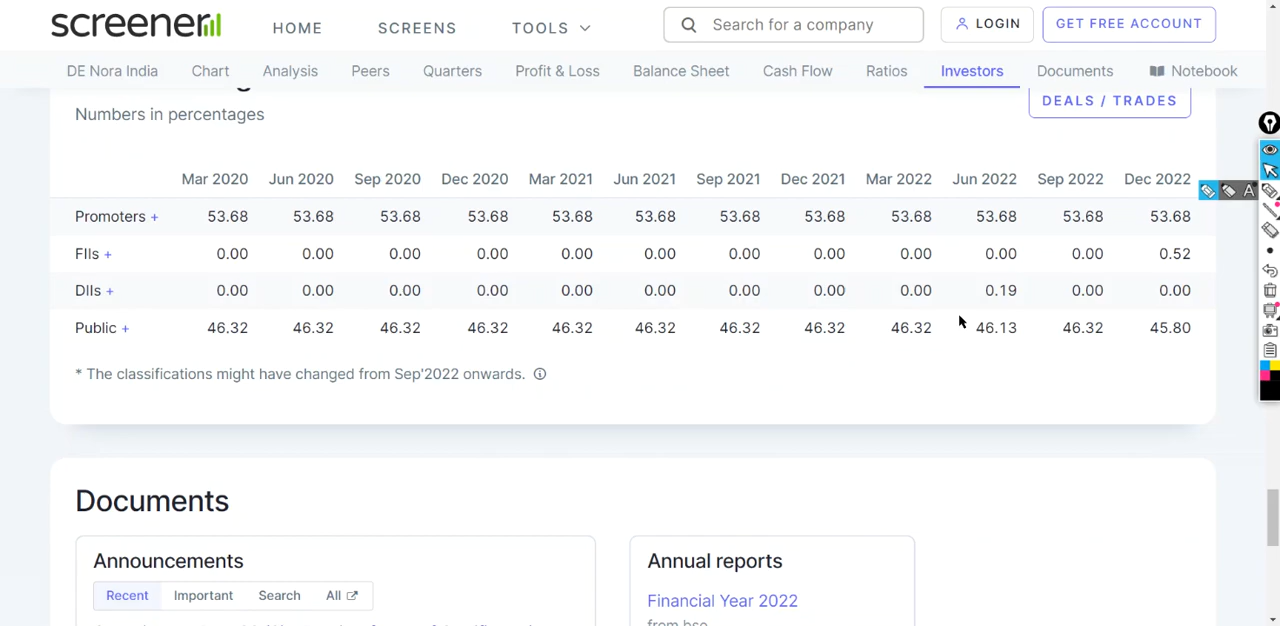 screener
HOME SCREENS TOOLS Search for a company LOGIN GET FREE ACCOUNT
DE Nora India Chart Analysis Peers Quarters Profit & Loss Balance Sheet Cash Flow Ratios Investors Documents Notebook
Numbers in percentages DEALS / TRADES
Mar 2020 Jun 2020 Sep 2020 Dec 2020 Mar 2021 Jun 2021 Sep 2021 Dec 2021 Mar 2022 Jun 2022 Sep 2022 Dec 2022
Promoters + 53.68 53.68 53.68 53.68 53.68 53.68 53.68 53.68 53.68 53.68 53.68 53.68
FIIs + 0.00 0.00 0.00 0.00 0.00 0.00 0.00 0.00 0.00 0.00 0.00 0.52
DIIs + 0.00 0.00 0.00 0.00 0.00 0.00 0.00 0.00 0.00 0.19 0.00 0.00
Public + 46.32 46.32 46.32 46.32 46.32 46.32 46.32 46.32 46.32 46.13 46.32 45.80
* The classifications might have changed from Sep'2022 onwards.
Documents
Announcements
Recent Important Search All
Annual reports
Financial Year 2022
from bse